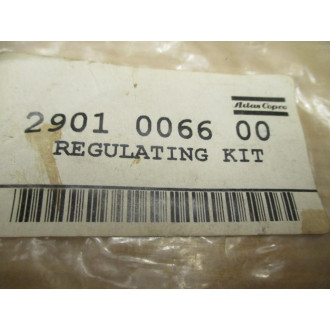 Atlas Copco
2901 0066 00
REGULATING KIT